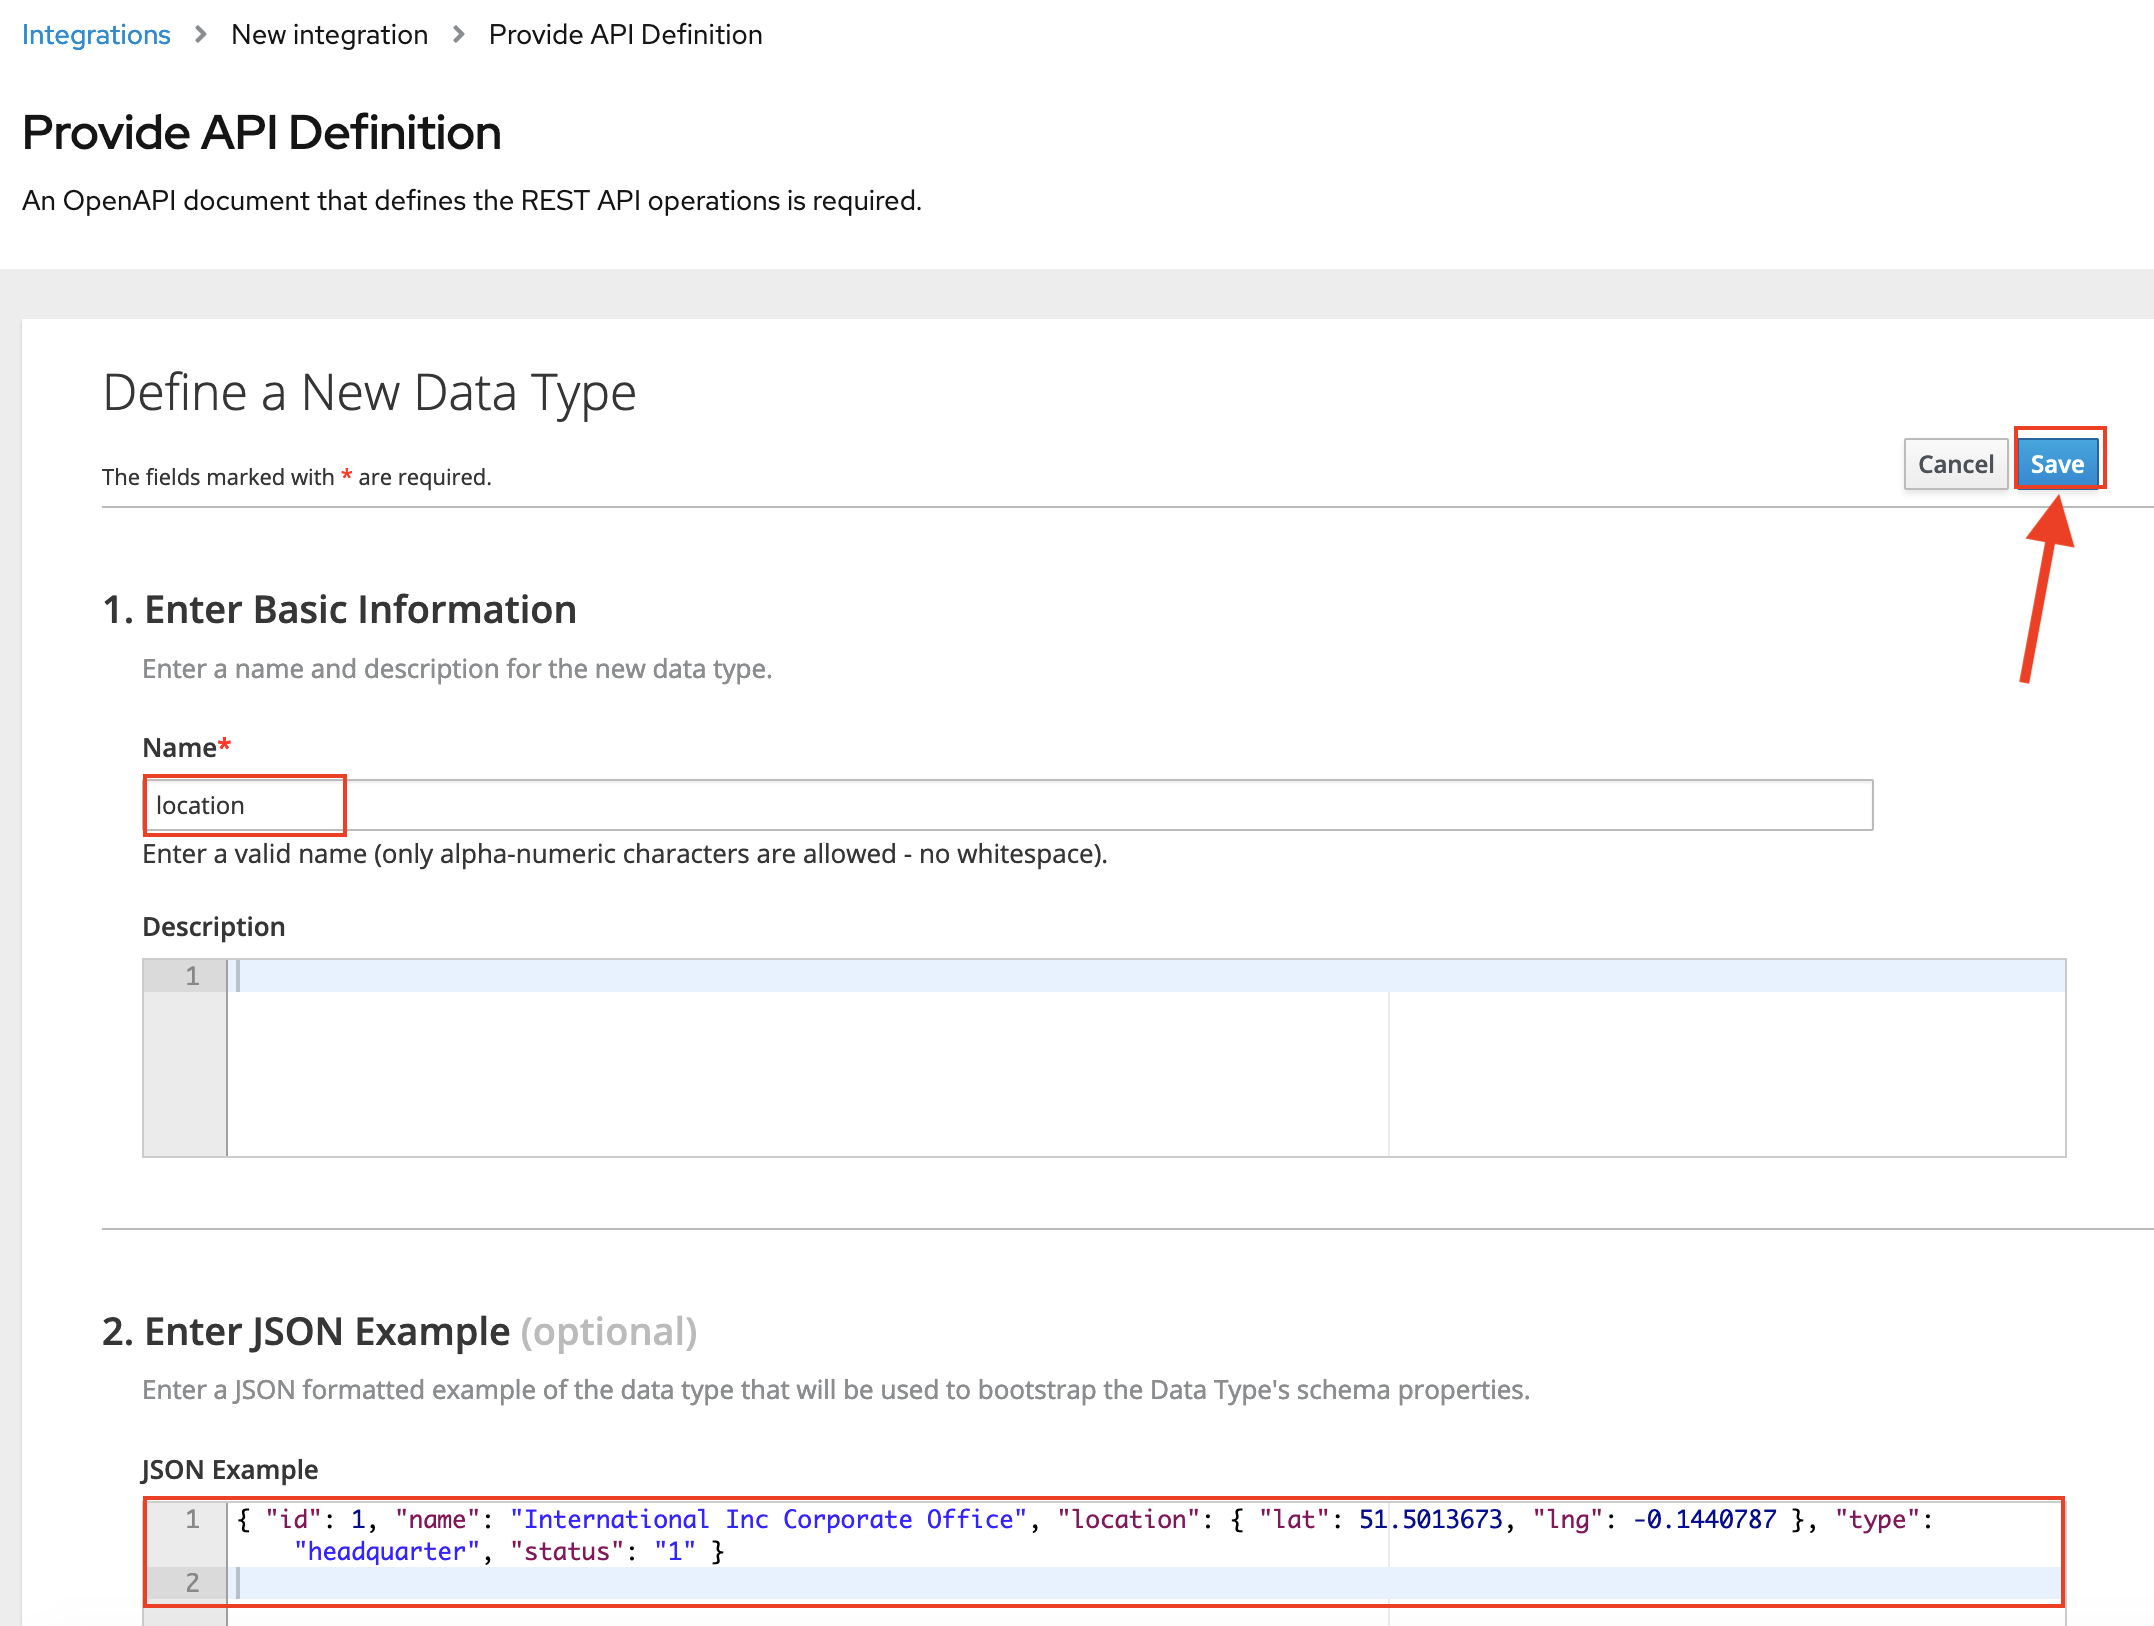 Integrations > New integration > Provide API Definition
Provide API Definition
An OpenAPI document that defines the REST API operations is required.
Define a New Data Type
The fields marked with * are required.
Cancel Save
1. Enter Basic Information
Enter a name and description for the new data type.
Name*
location
Enter a valid name (only alpha-numeric characters are allowed - no whitespace).
Description
1
2. Enter JSON Example (optional)
Enter a JSON formatted example of the data type that will be used to bootstrap the Data Type's schema properties.
JSON Example
1 { "id": 1, "name": "International Inc Corporate Office", "location": { "lat": 51.5013673, "lng": -0.1440787 }, "type":
"headquarter", "status": "1" }
2